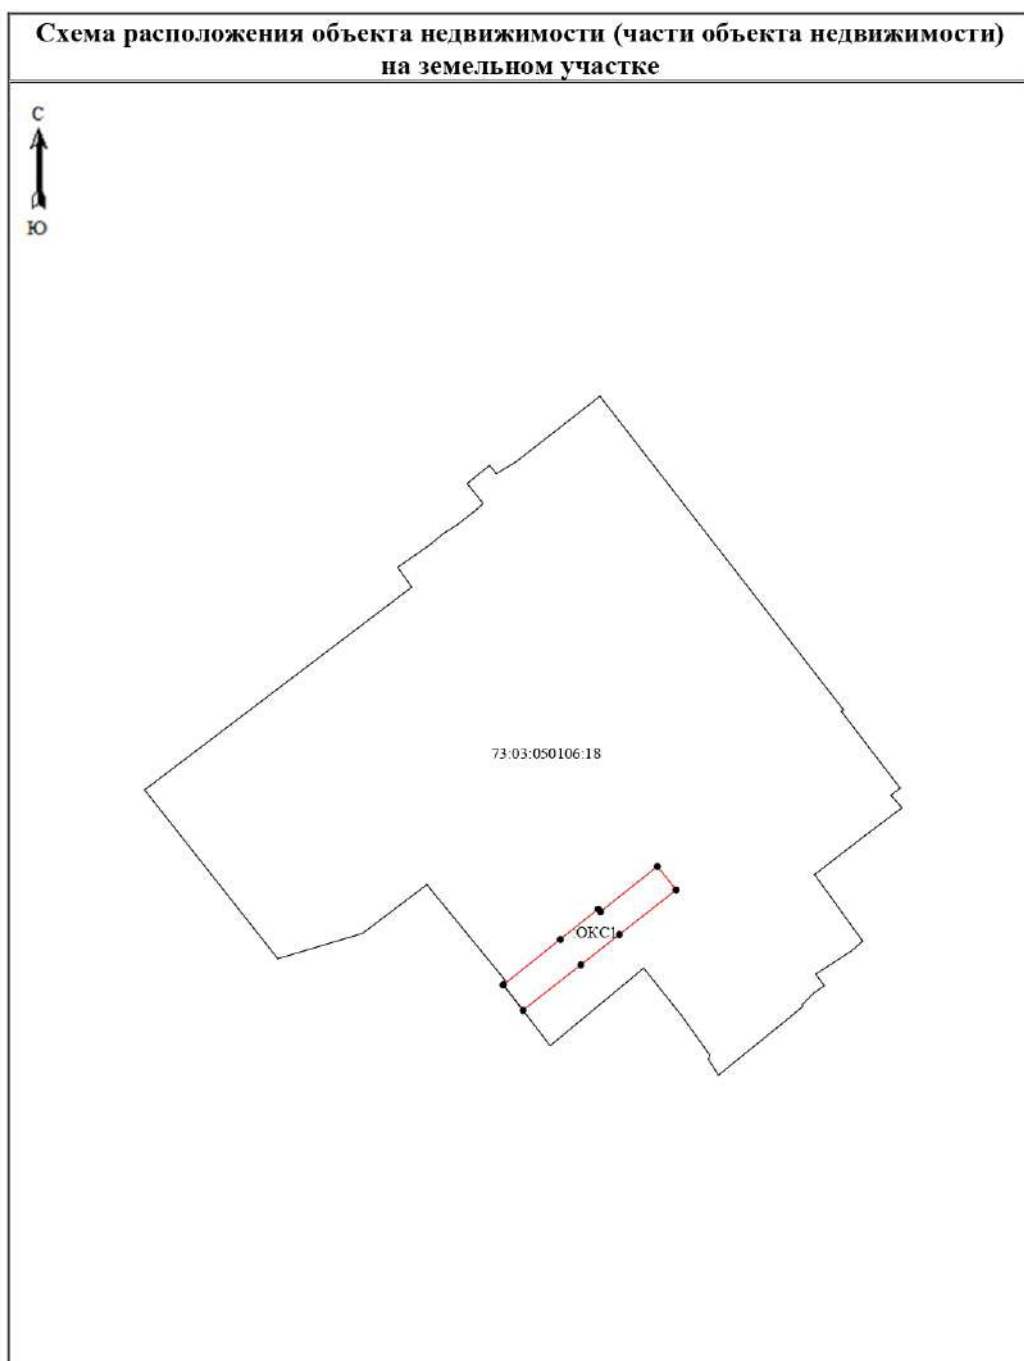 Схема расположения объекта недвижимости (части объекта недвижимости)
на земельном участке
С
Ю
73:03:050106:18
ОКС1